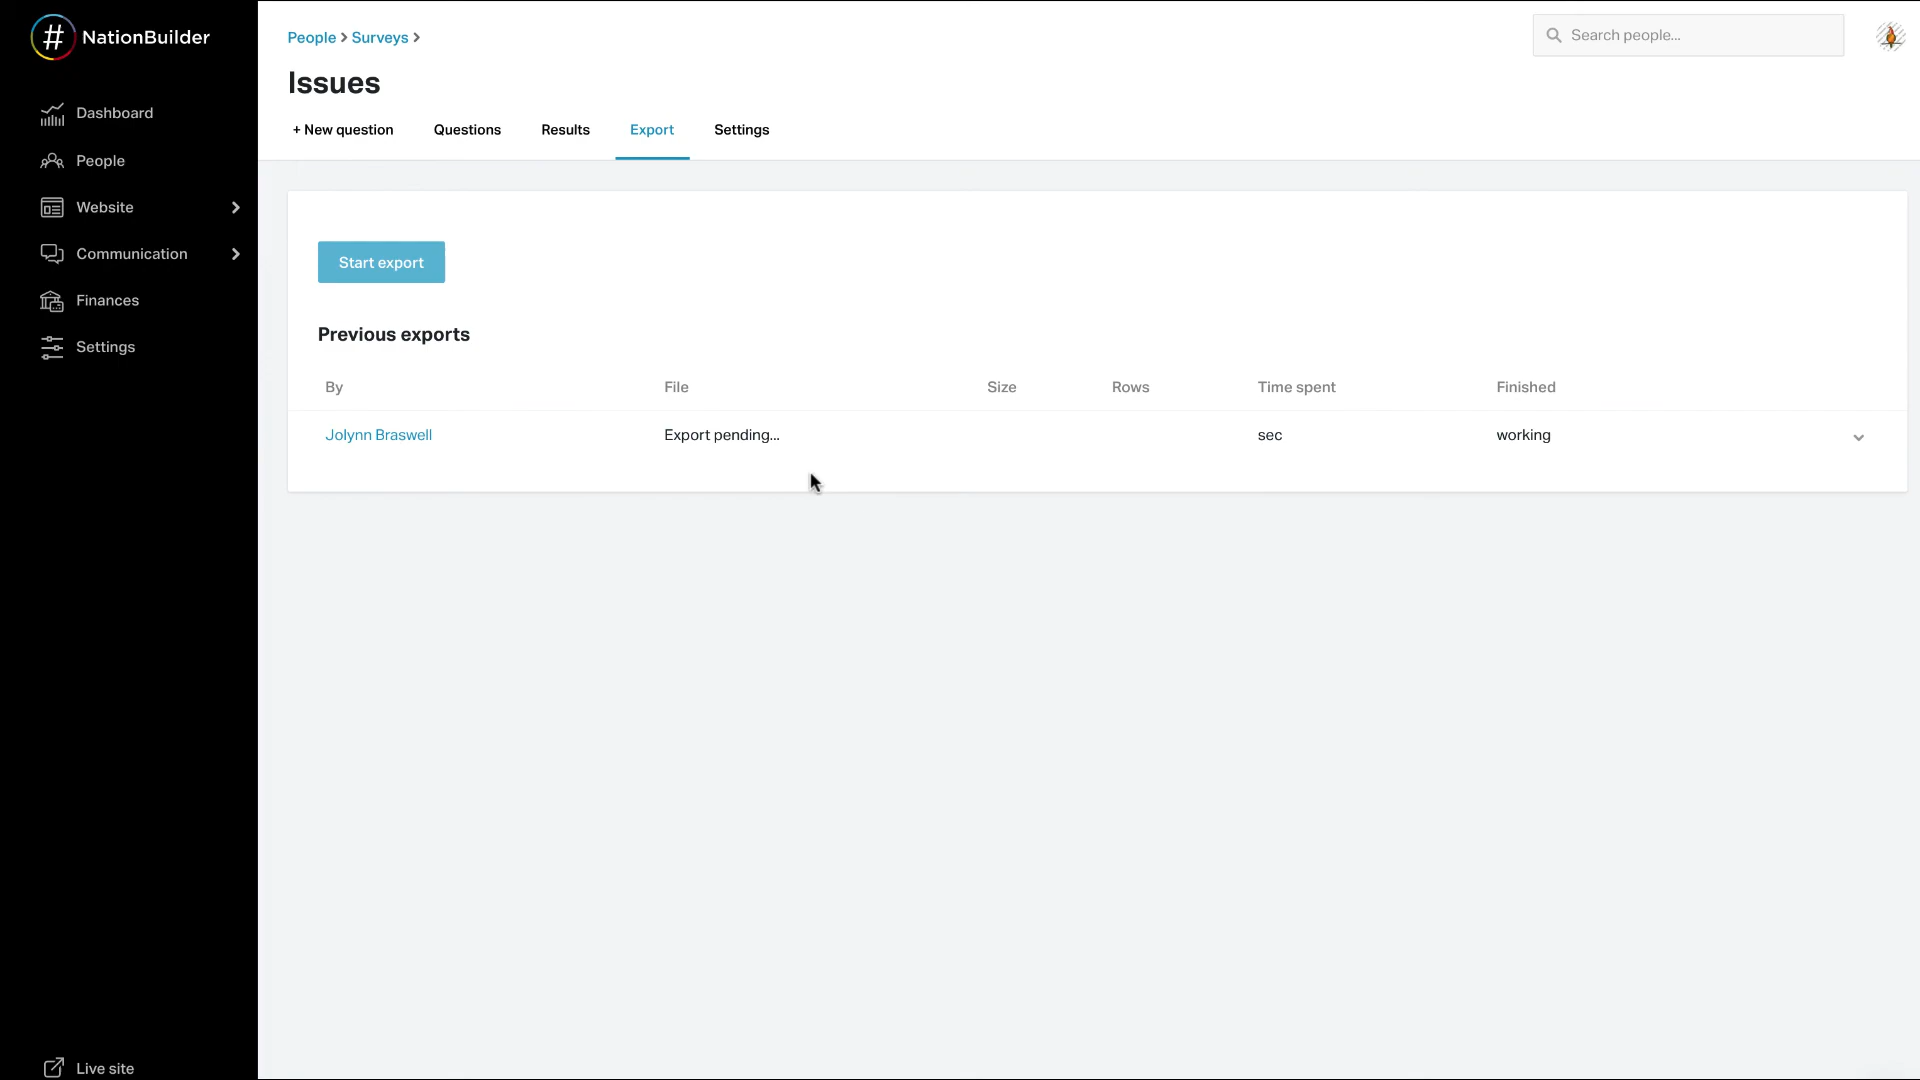 # NationBuilder
Dashboard
People
Website
Communication
Finances
Settings
Live site
People > Surveys >
Search people...
Issues
+ New question Questions Results Export Settings
Start export
Previous exports
By File Size Rows Time spent Finished
Jolynn Braswell Export pending... sec working